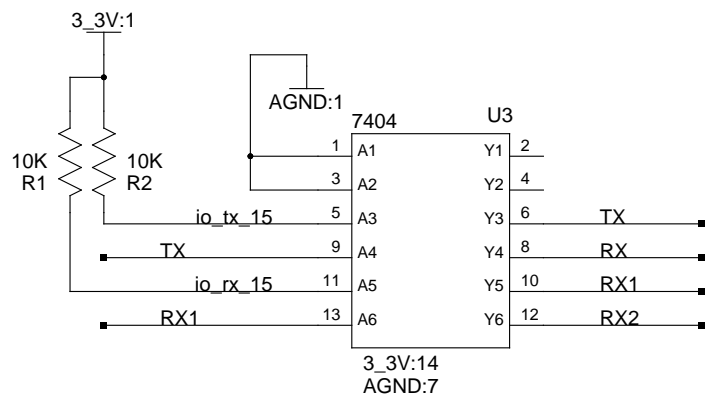 3_3V:1
AGND:1
7404 U3
1 A1 Y1 2
10K 10K
R1 R2
3 A2 Y2 4
io_tx_15 5 A3 Y3 6 TX
TX 9 A4 Y4 8 RX
io_rx_15 11 A5 Y5 10 RX1
RX1 13 A6 Y6 12 RX2
3_3V:14
AGND:7